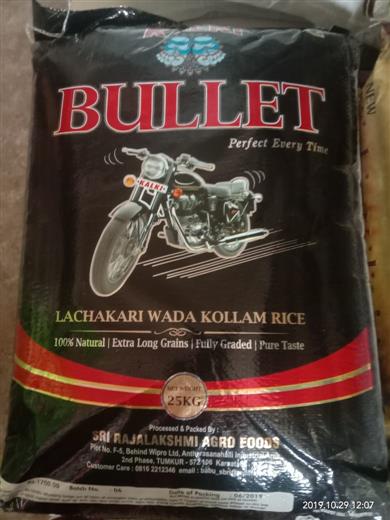 KALKI
BULLET
Perfect Every Time
KALKI
LACHAKARI WADA KOLLAM RICE
100% Natural | Extra Long Grains | Fully Graded | Pure Taste
NET WEIGHT
25KG
Processed & Packed By :
SRI RAJALAKSHMI AGRO FOODS
Plot No. F-5, Behind Wipro Ltd, Antharasanahalli Industrial Area
2nd Phase, TUMKUR - 572 106
Customer Care : 0816 2212346 email :
Batch No. Date of Packing 06/2019
NEW
2019.10.29 12:07